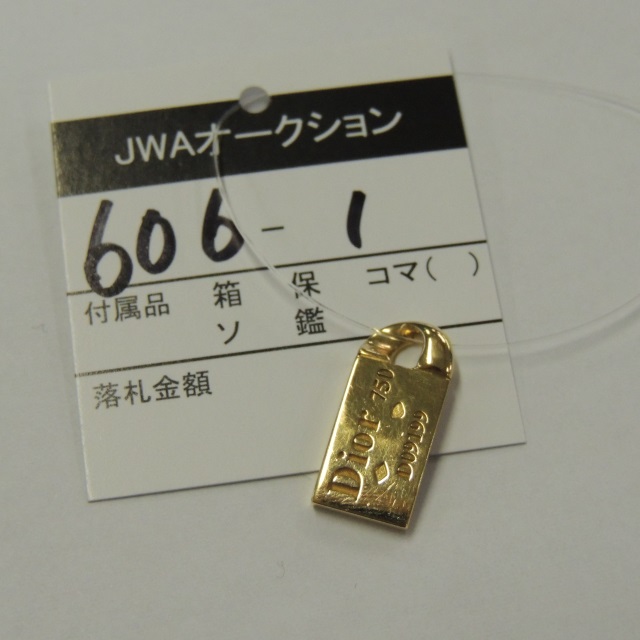 JWAオークション
606-1
付属品 箱 保 コマ( )
ソ 鑑
落札金額
Dior 750
D09199